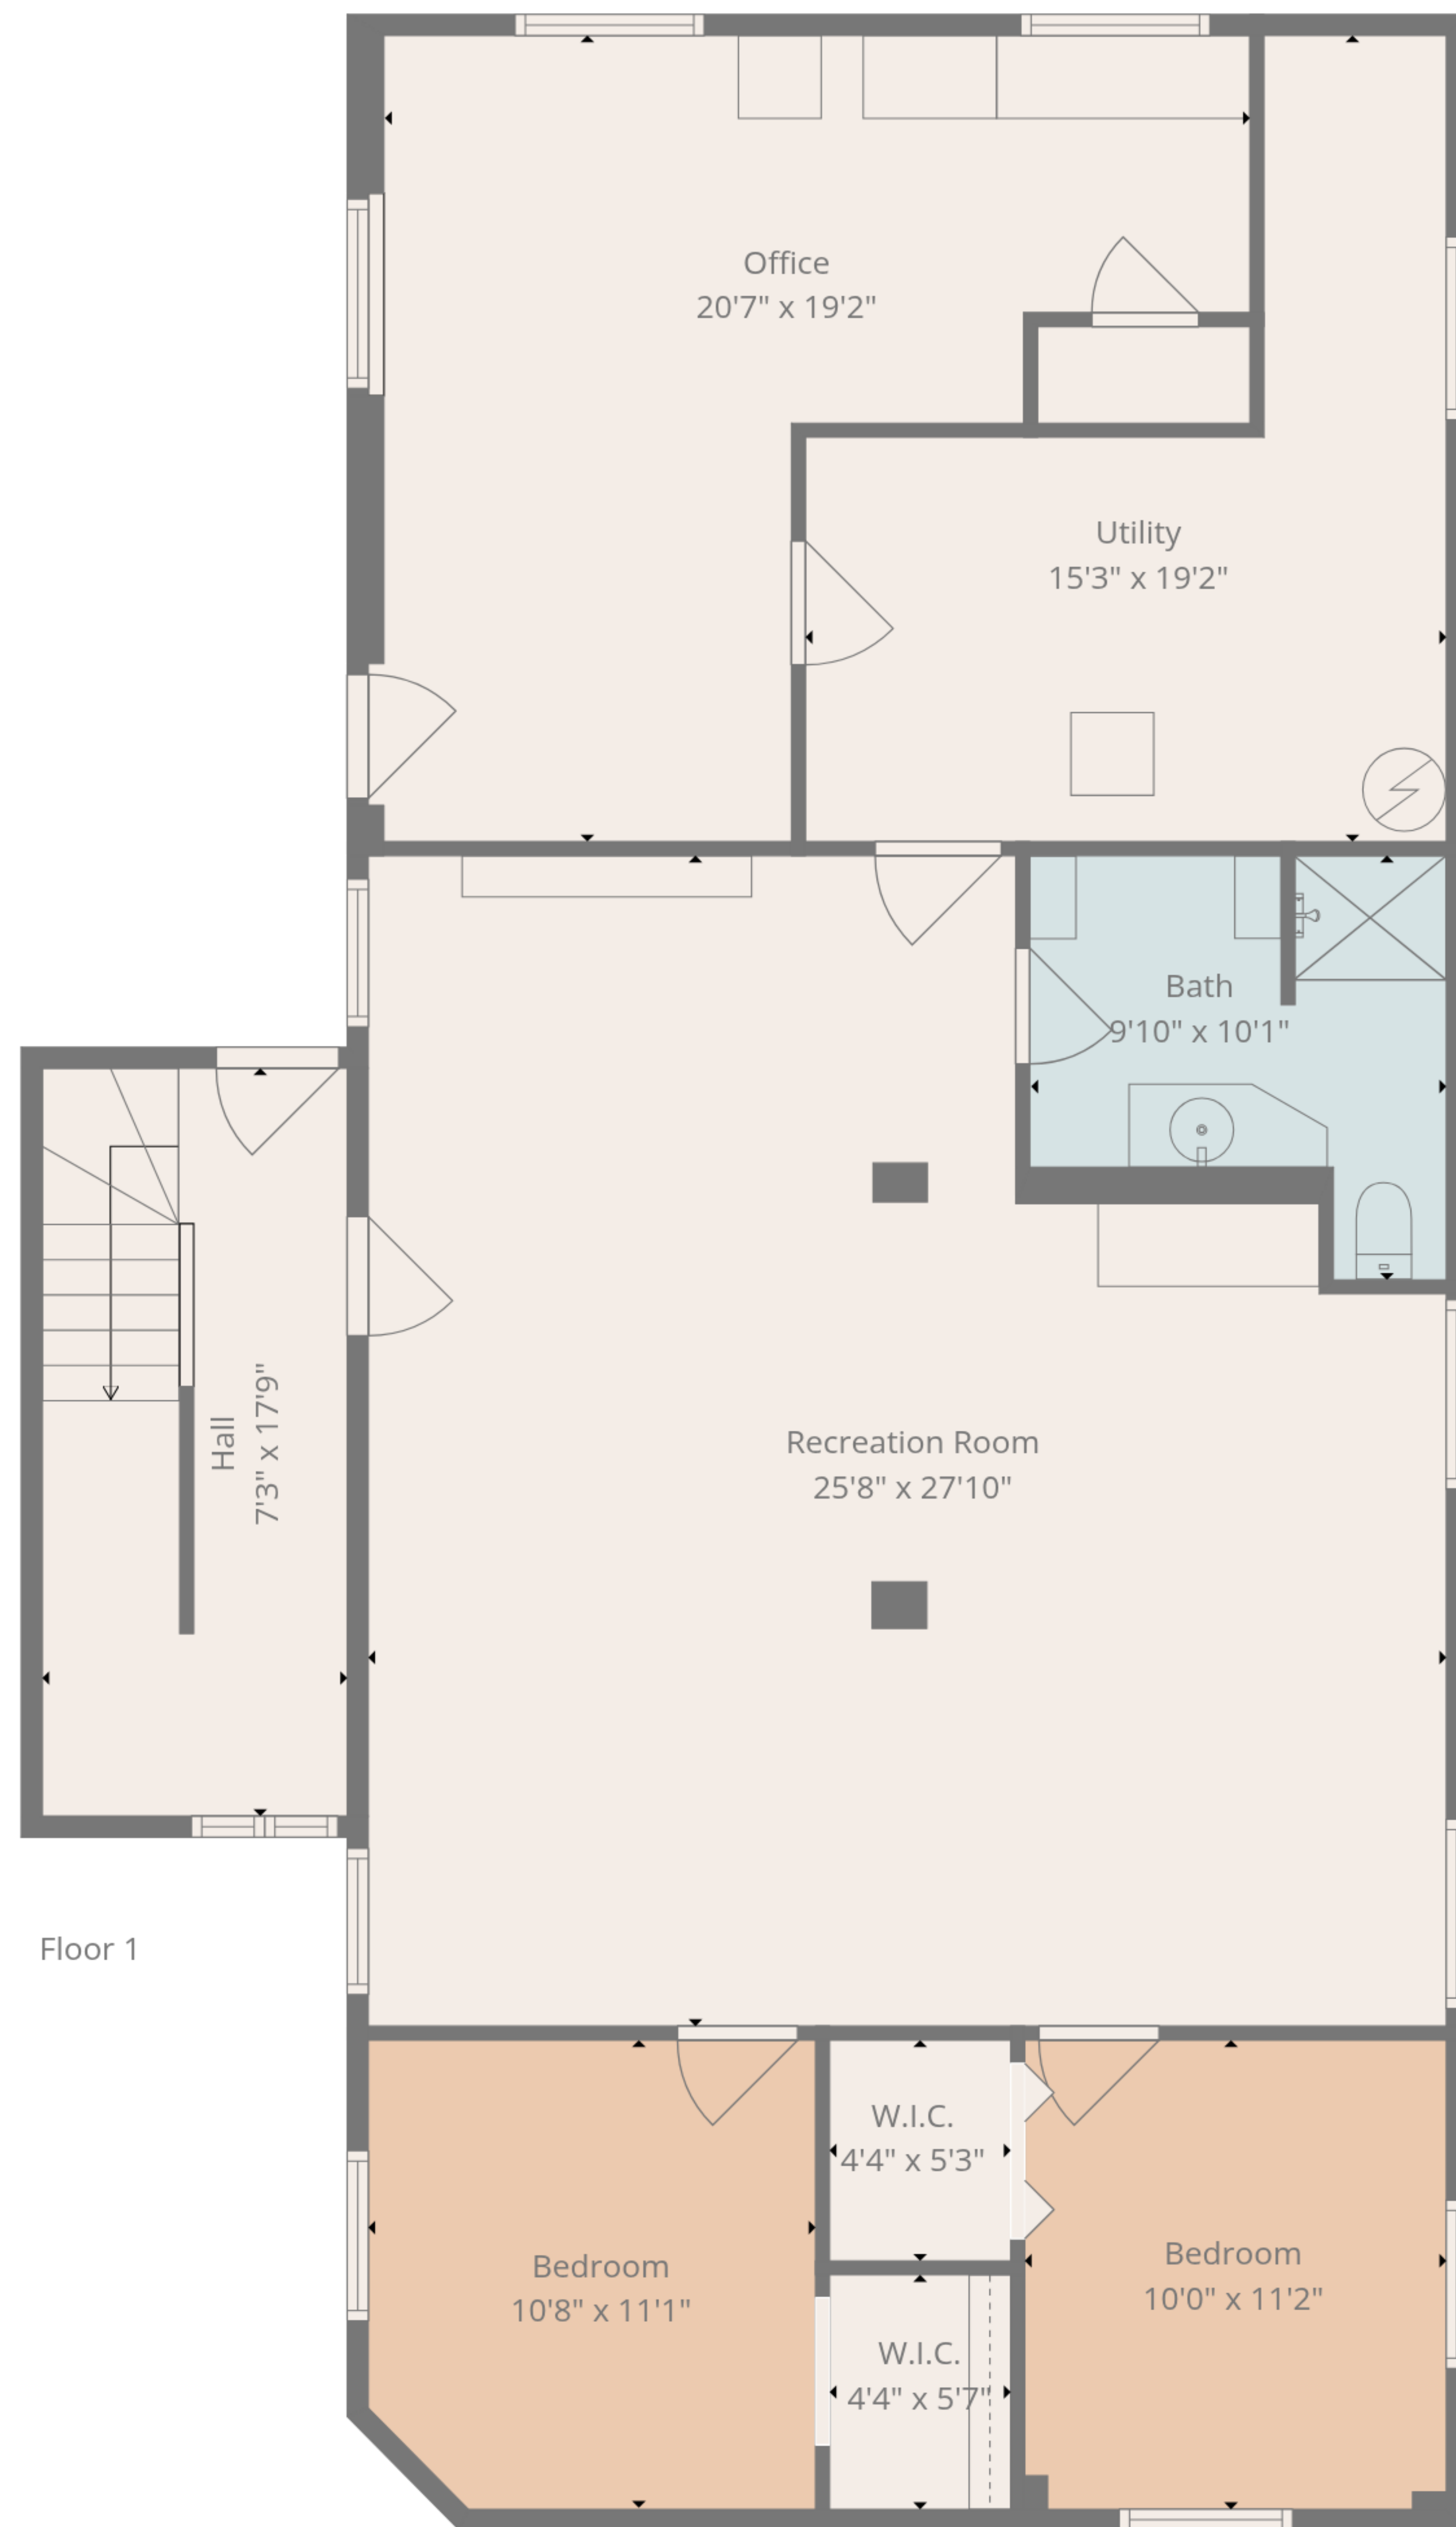 Office
20'7" x 19'2"
Utility
15'3" x 19'2"
Bath
9'10" x 10'1"
Hall
7'3" x 17'9"
Recreation Room
25'8" x 27'10"
Floor 1
W.I.C.
4'4" x 5'3"
Bedroom
10'8" x 11'1"
Bedroom
10'0" x 11'2"
W.I.C.
4'4" x 5'7"